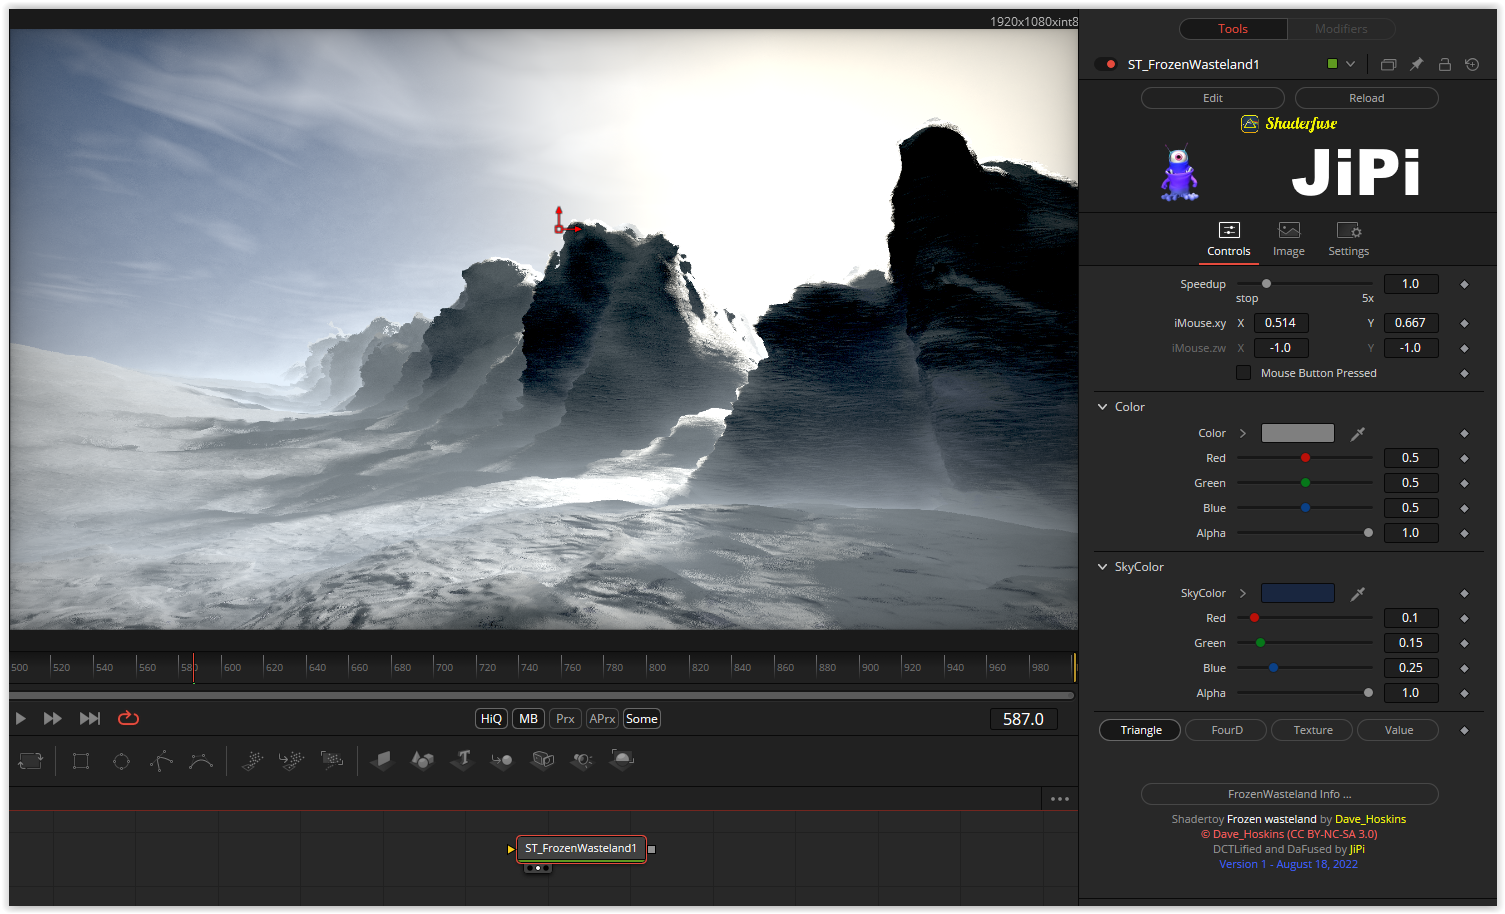 1920x1080xint8
Tools Modifiers
ST_FrozenWasteland1
Edit Reload
Shaderfuse
JiPi
Controls Image Settings
Speedup 1.0
stop 5x
iMouse.xy X 0.514 Y 0.667
iMouse.zw X -1.0 Y -1.0
Mouse Button Pressed
Color
Color
Red 0.5
Green 0.5
Blue 0.5
Alpha 1.0
SkyColor
SkyColor
Red 0.1
Green 0.15
Blue 0.25
Alpha 1.0
Triangle FourD Texture Value
FrozenWasteland Info ...
Shadertoy Frozen wasteland by Dave_Hoskins
© Dave_Hoskins (CC BY-NC-SA 3.0)
DCTLified and DaFused by JiPi
Version 1 - August 18, 2022
500 520 540 560 580 600 620 640 660 680 700 720 740 760 780 800 820 840 860 880 900 920 940 960 980
HiQ MB Prx APrx Some 587.0
T
ST_FrozenWasteland1